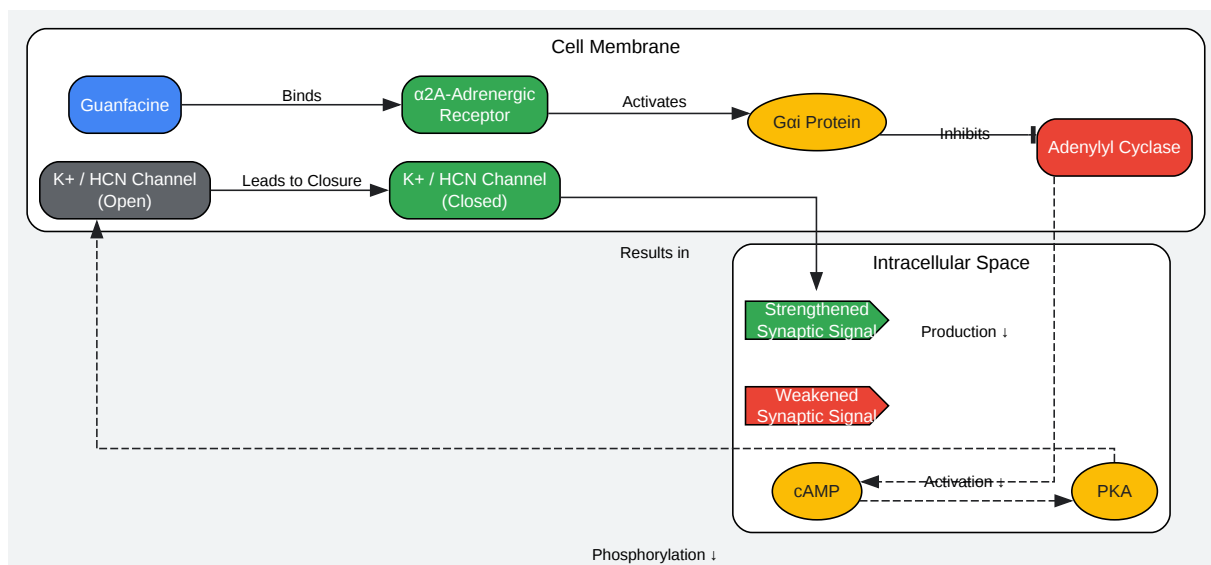 Cell Membrane
Guanfacine
Binds
α2A-Adrenergic
Receptor
Activates
Gαi Protein
Inhibits
Adenylyl Cyclase
K+ / HCN Channel
(Open)
Leads to Closure
K+ / HCN Channel
(Closed)
Results in
Intracellular Space
Strengthened
Synaptic Signal
Production ↓
Weakened
Synaptic Signal
cAMP
Activation ↓
PKA
Phosphorylation ↓